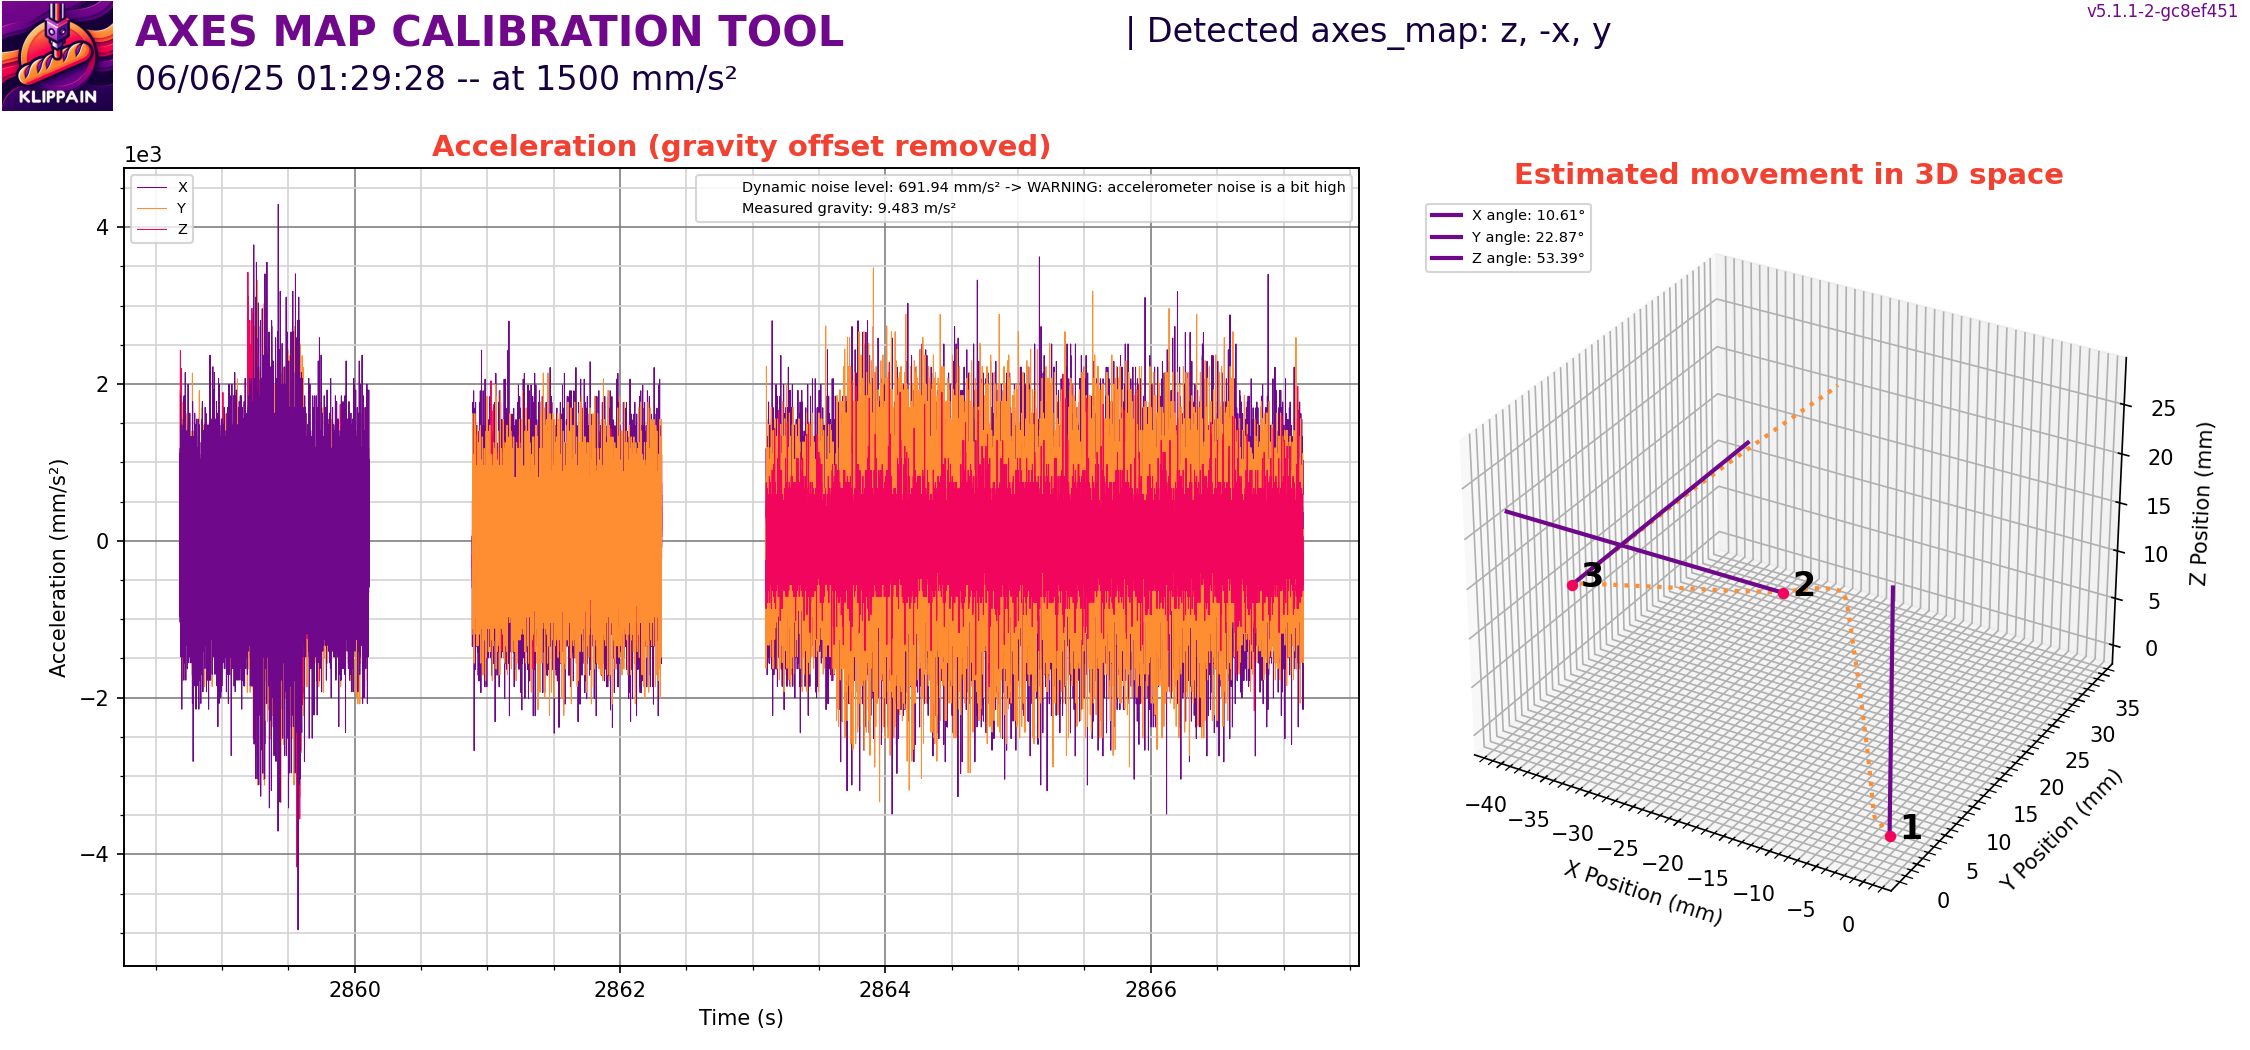 AXES MAP CALIBRATION TOOL
| Detected axes_map: z, -x, y
v5.1.1-2-gc8ef451
06/06/25 01:29:28 -- at 1500 mm/s²
KLIPPAIN
Acceleration (gravity offset removed)
1e3
X
Y
Z
Dynamic noise level: 691.94 mm/s² -> WARNING: accelerometer noise is a bit high
Measured gravity: 9.483 m/s²
4
2
0
−2
−4
Acceleration (mm/s²)
2860
2862
2864
2866
Time (s)
Estimated movement in 3D space
X angle: 10.61°
Y angle: 22.87°
Z angle: 53.39°
3
2
1
25
20
15
10
5
0
Z Position (mm)
35
30
25
20
15
10
5
0
Y Position (mm)
−40
−35
−30
−25
−20
−15
−10
−5
0
X Position (mm)